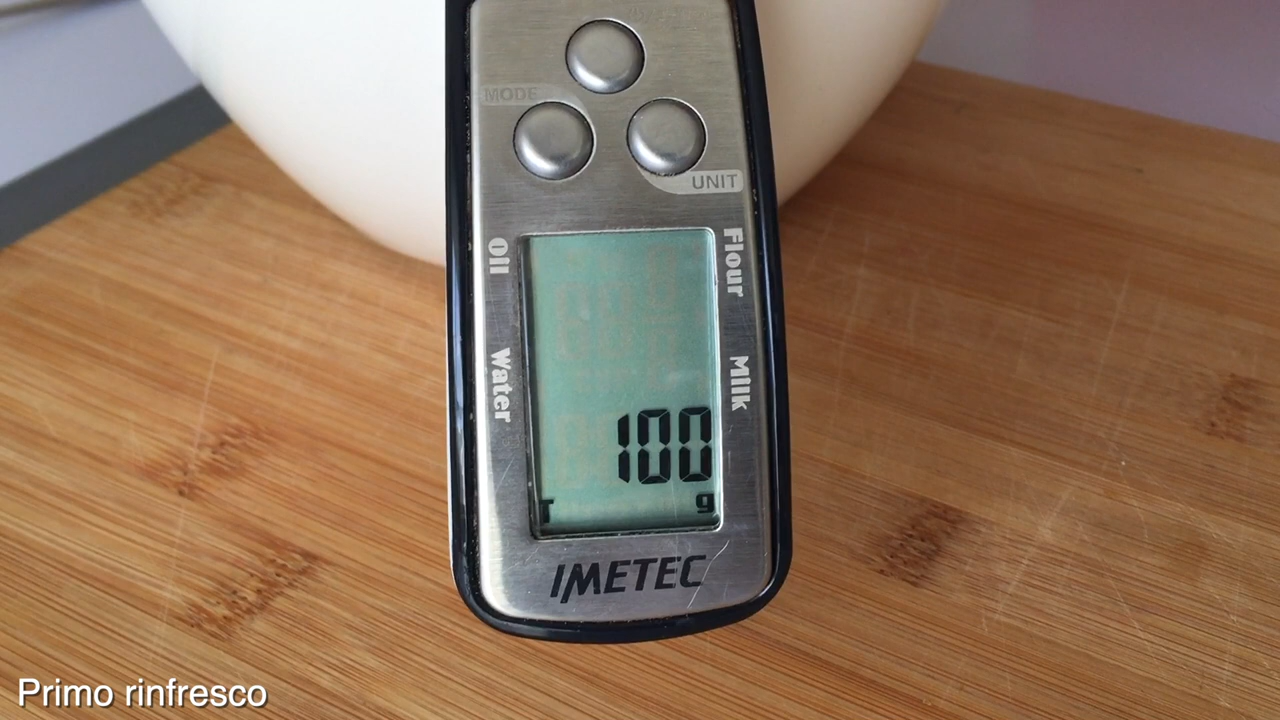 MODE
UNIT
Oil
Flour
Water
Milk
100
T g
IMETEC
Primo rinfresco